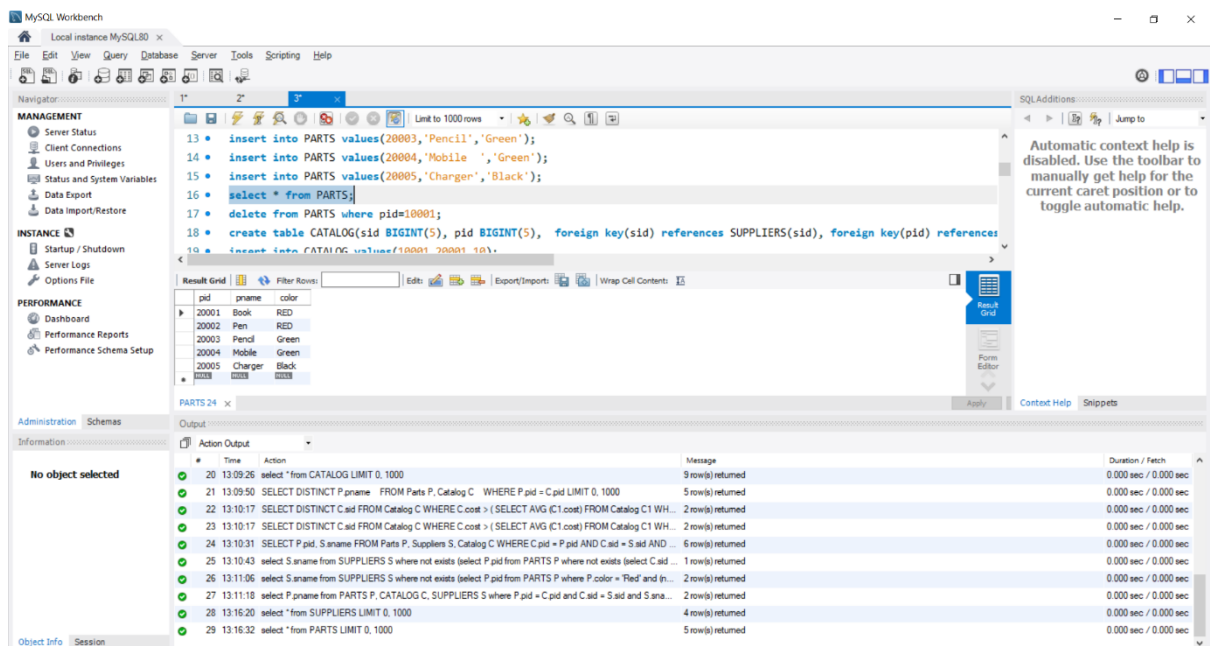 MySQL Workbench
Local instance MySQL80 ×
File Edit View Query Database Server Tools Scripting Help
Navigator
MANAGEMENT
Server Status
Client Connections
Users and Privileges
Status and System Variables
Data Export
Data Import/Restore
INSTANCE
Startup / Shutdown
Server Logs
Options File
PERFORMANCE
Dashboard
Performance Reports
Performance Schema Setup
Administration Schemas
Information
No object selected
Object Info Session
1* 2* 3* ×
Limit to 1000 rows
13 insert into PARTS values(20003,'Pencil','Green');
14 insert into PARTS values(20004,'Mobile  ','Green');
15 insert into PARTS values(20005,'Charger','Black');
16 select * from PARTS;
17 delete from PARTS where pid=10001;
18 create table CATALOG(sid BIGINT(5), pid BIGINT(5),  foreign key(sid) references SUPPLIERS(sid), foreign key(pid) references
19 insert into CATALOG values(10001,20001,10);
Result Grid Filter Rows: Edit: Export/Import: Wrap Cell Content:
pid pname color
20001 Book RED
20002 Pen RED
20003 Pencil Green
20004 Mobile Green
20005 Charger Black
NULL NULL NULL
Result Grid
Form Editor
PARTS 24 ×
Apply
SQLAdditions
Jump to
Automatic context help is
disabled. Use the toolbar to
manually get help for the
current caret position or to
toggle automatic help.
Context Help Snippets
Output
Action Output
# Time Action Message Duration / Fetch
20 13:09:26 select * from CATALOG LIMIT 0, 1000 9 row(s) returned 0.000 sec / 0.000 sec
21 13:09:50 SELECT DISTINCT P.pname FROM Parts P, Catalog C WHERE P.pid = C.pid LIMIT 0, 1000 5 row(s) returned 0.000 sec / 0.000 sec
22 13:10:17 SELECT DISTINCT C.sid FROM Catalog C WHERE C.cost > ( SELECT AVG (C1.cost) FROM Catalog C1 WH... 2 row(s) returned 0.000 sec / 0.000 sec
23 13:10:17 SELECT DISTINCT C.sid FROM Catalog C WHERE C.cost > ( SELECT AVG (C1.cost) FROM Catalog C1 WH... 2 row(s) returned 0.000 sec / 0.000 sec
24 13:10:31 SELECT P.pid, S.sname FROM Parts P, Suppliers S, Catalog C WHERE C.pid = P.pid AND C.sid = S.sid AND ... 6 row(s) returned 0.000 sec / 0.000 sec
25 13:10:43 select S.sname from SUPPLIERS S where not exists (select P.pid from PARTS P where not exists (select C.sid ... 1 row(s) returned 0.000 sec / 0.000 sec
26 13:11:06 select S.sname from SUPPLIERS S where not exists (select P.pid from PARTS P where P.color = 'Red' and (n... 2 row(s) returned 0.000 sec / 0.000 sec
27 13:11:18 select P.pname from PARTS P, CATALOG C, SUPPLIERS S where P.pid = C.pid and C.sid = S.sid and S.sna... 2 row(s) returned 0.000 sec / 0.000 sec
28 13:16:20 select * from SUPPLIERS LIMIT 0, 1000 4 row(s) returned 0.000 sec / 0.000 sec
29 13:16:32 select * from PARTS LIMIT 0, 1000 5 row(s) returned 0.000 sec / 0.000 sec